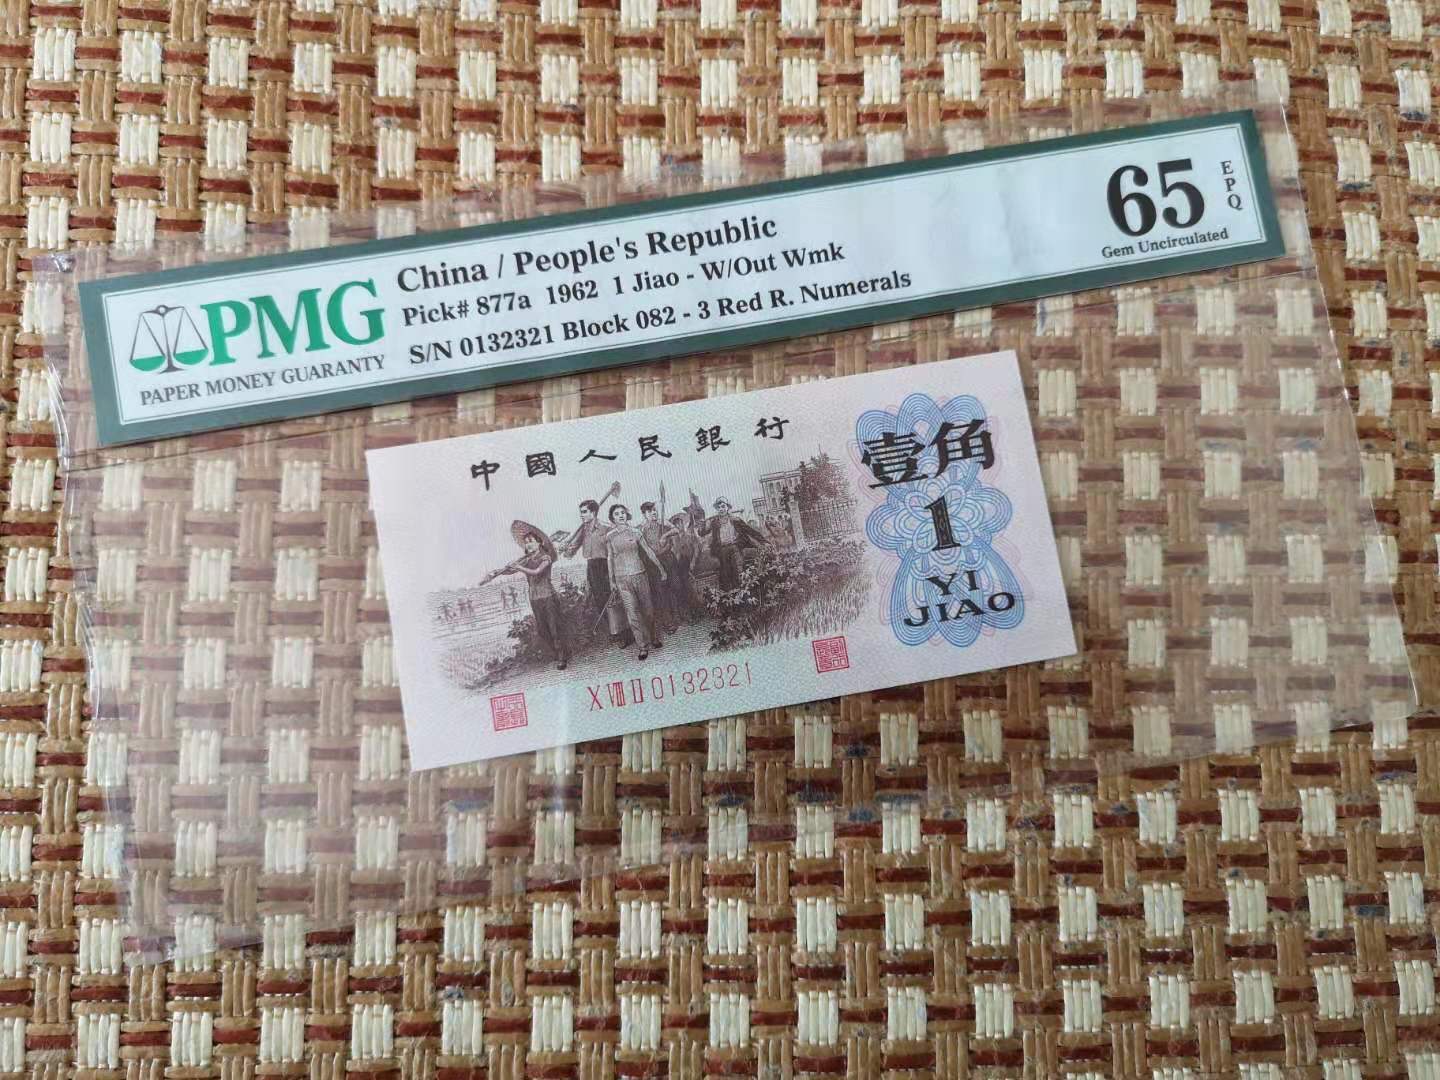 PMG
PAPER MONEY GUARANTY
China / People's Republic
Pick# 877a 1962 1 Jiao - W/Out Wmk
S/N 0132321 Block 082 - 3 Red R. Numerals
65
EPQ
Gem Uncirculated
中國人民銀行
壹角
1
YI
JIAO
X VIII II 0132321